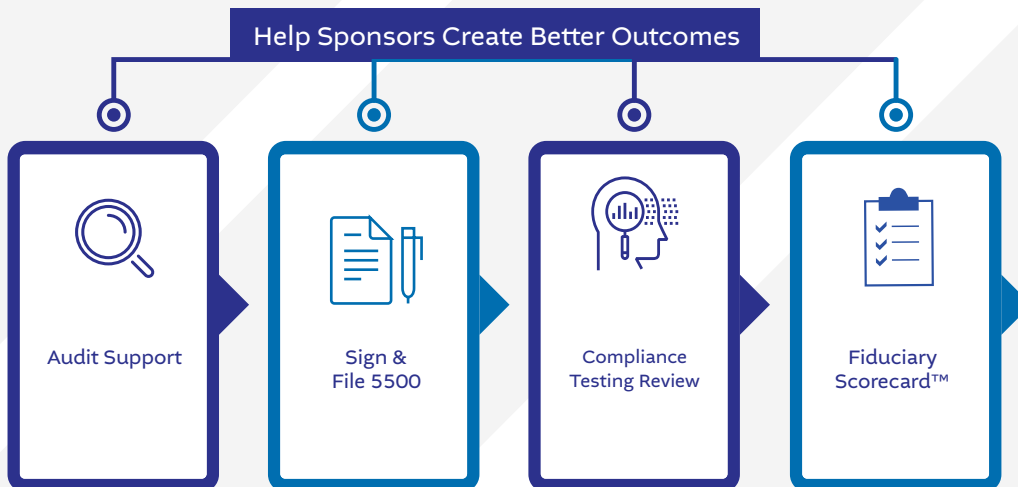 Help Sponsors Create Better Outcomes
Audit Support
Sign &
File 5500
Compliance
Testing Review
Fiduciary
Scorecard™